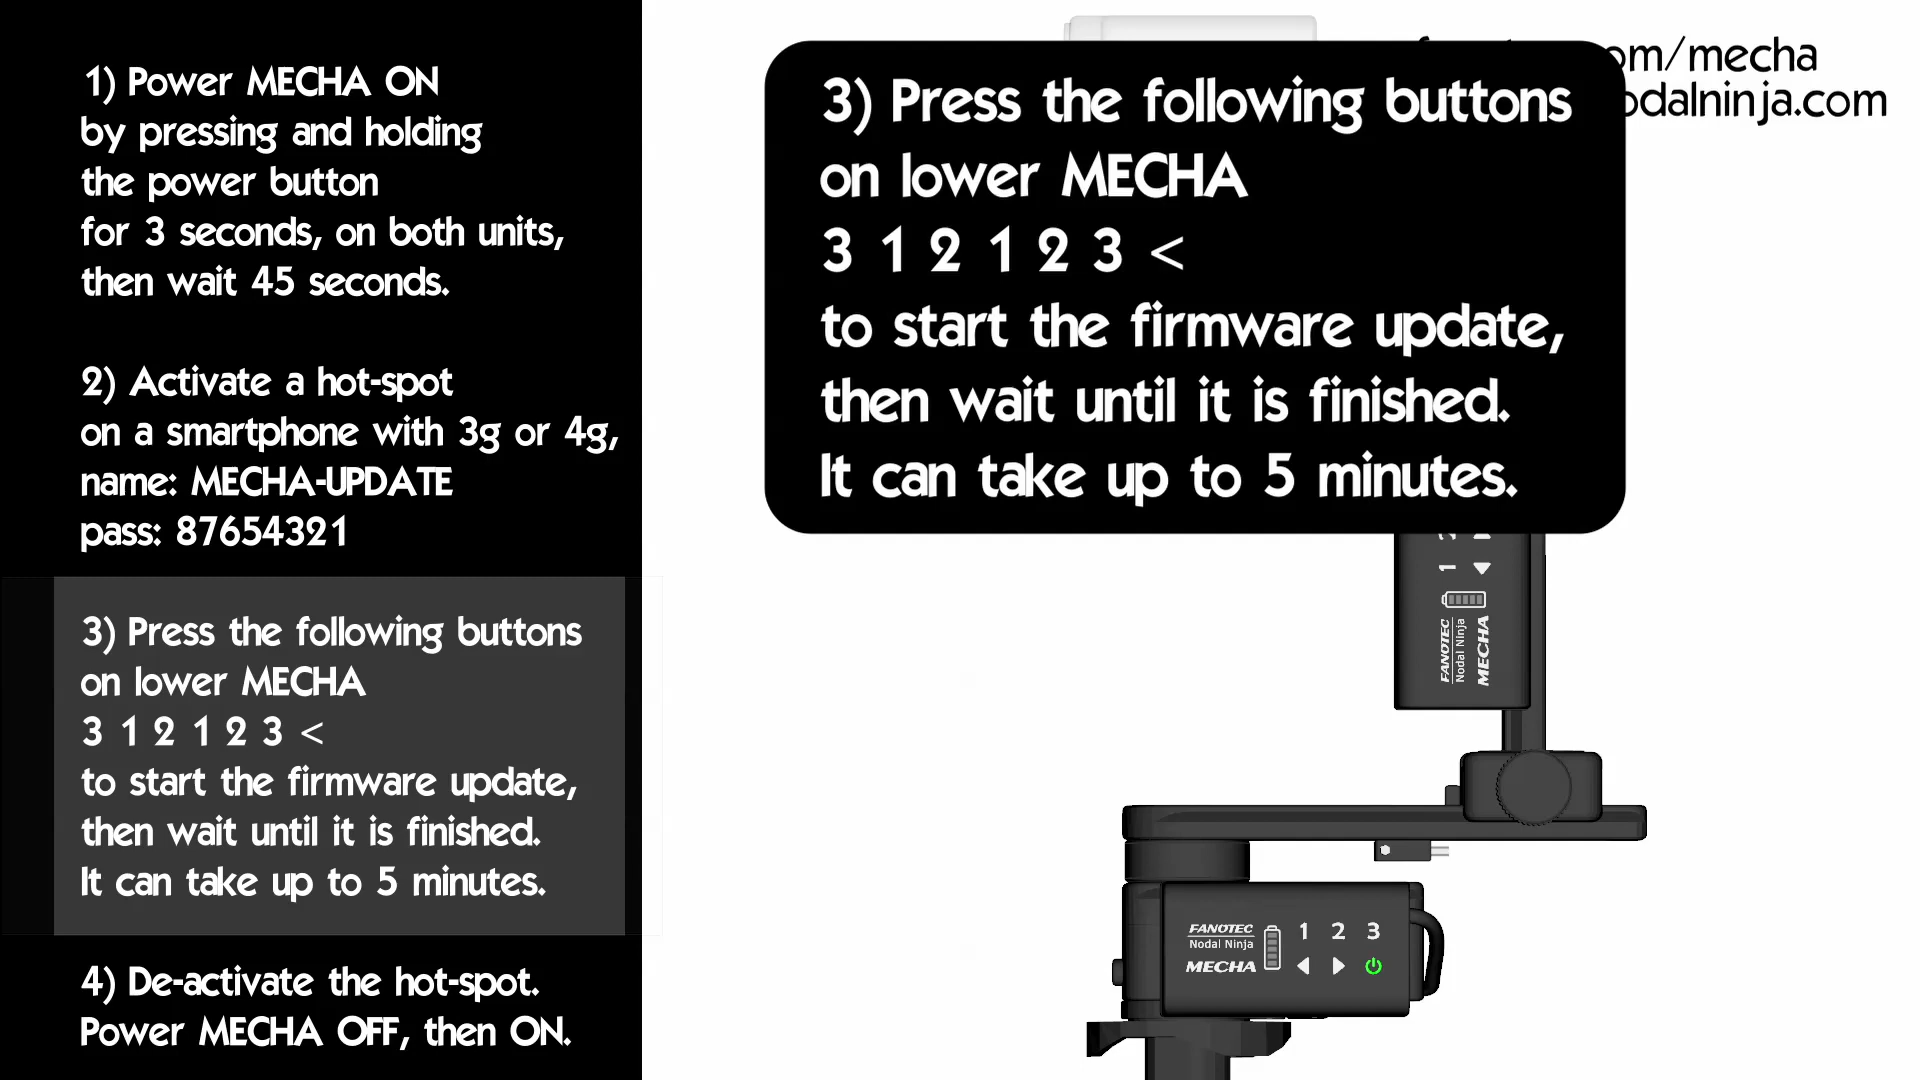 1) Power MECHA ON
by pressing and holding
the power button
for 3 seconds, on both units,
then wait 45 seconds.
2) Activate a hot-spot
on a smartphone with 3g or 4g,
name: MECHA-UPDATE
pass: 87654321
3) Press the following buttons
on lower MECHA
3 1 2 1 2 3 <
to start the firmware update,
then wait until it is finished.
It can take up to 5 minutes.
4) De-activate the hot-spot.
Power MECHA OFF, then ON.
3) Press the following buttons
on lower MECHA
3 1 2 1 2 3 <
to start the firmware update,
then wait until it is finished.
It can take up to 5 minutes.
om/mecha
odalninja.com
1
FANOTEC
Nodal Ninja
MECHA
FANOTEC
Nodal Ninja
MECHA
1 2 3